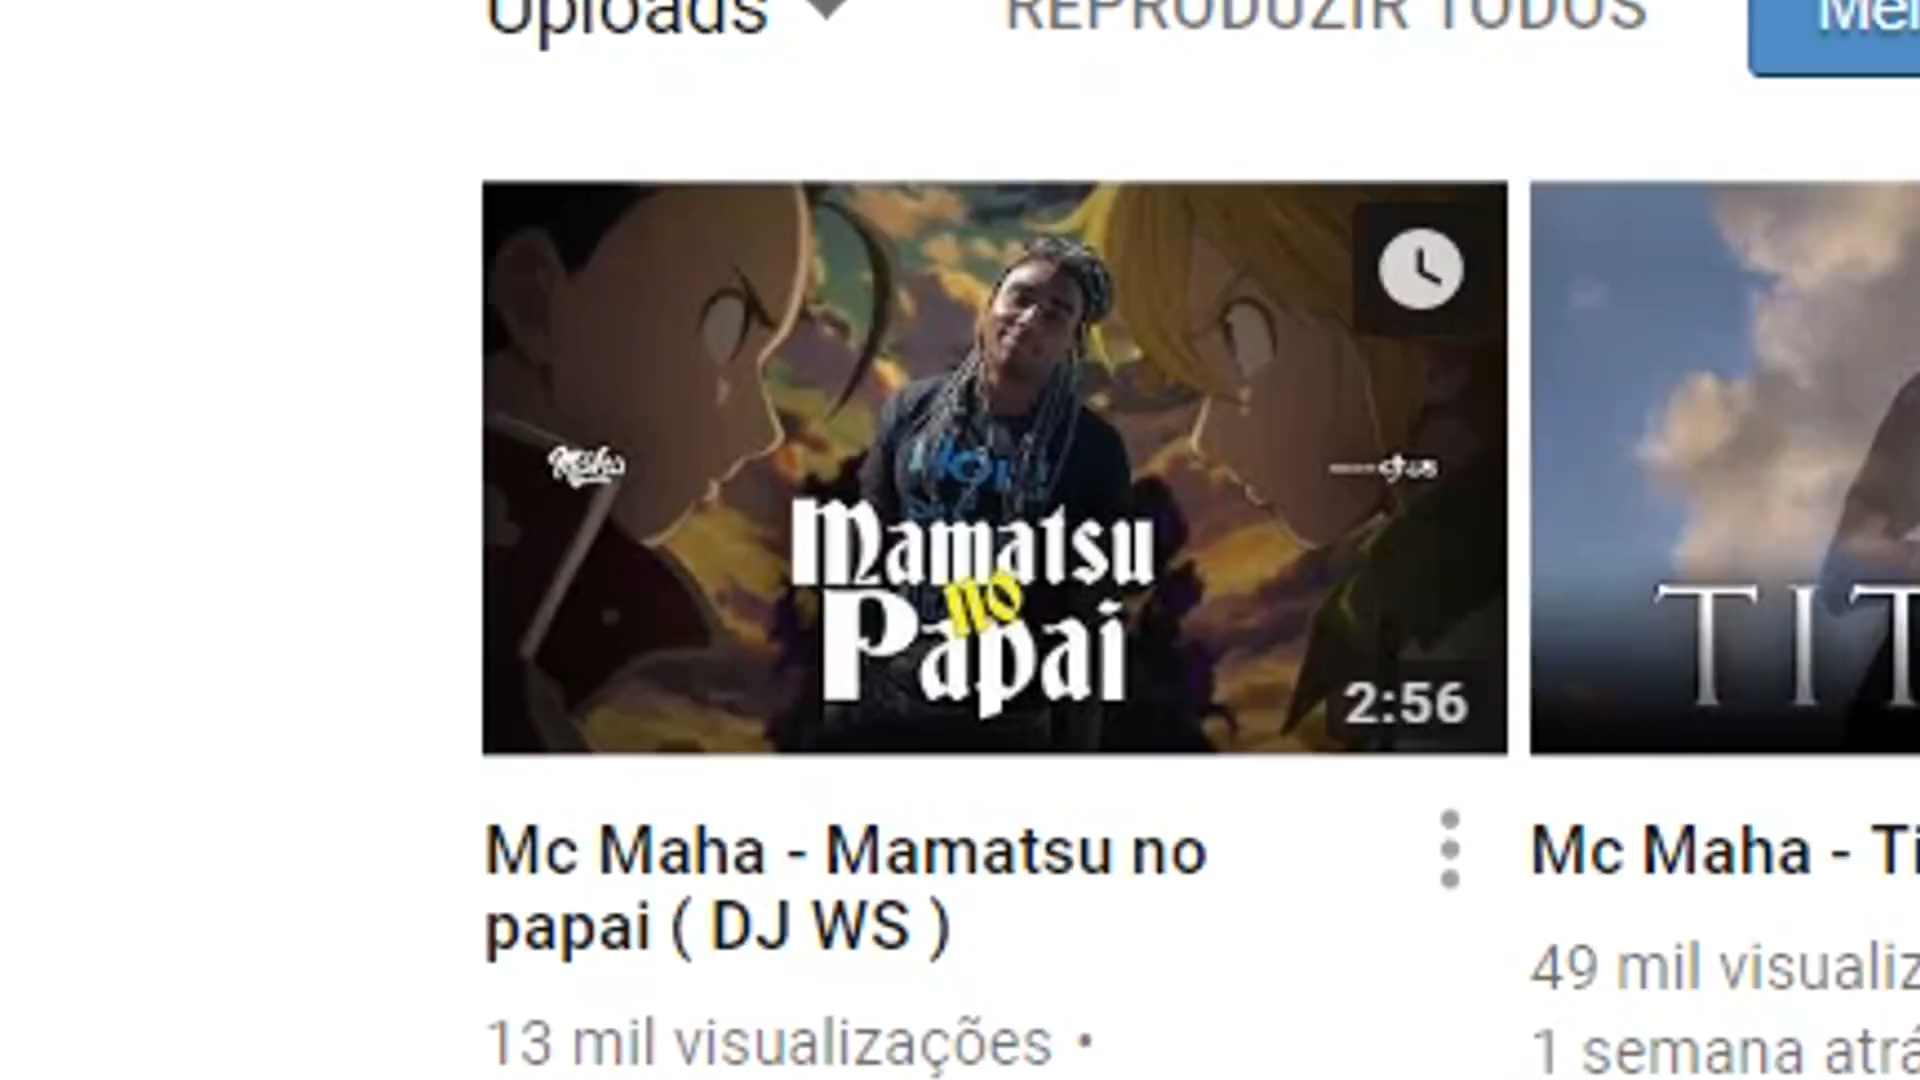 Uploads
REPRODUZIR TODOS
Mamatsu
no
Papai
2:56
TIT
Mc Maha - Mamatsu no
papai ( DJ WS )
13 mil visualizações •
Mc Maha - Ti
49 mil visualiz
1 semana atrá